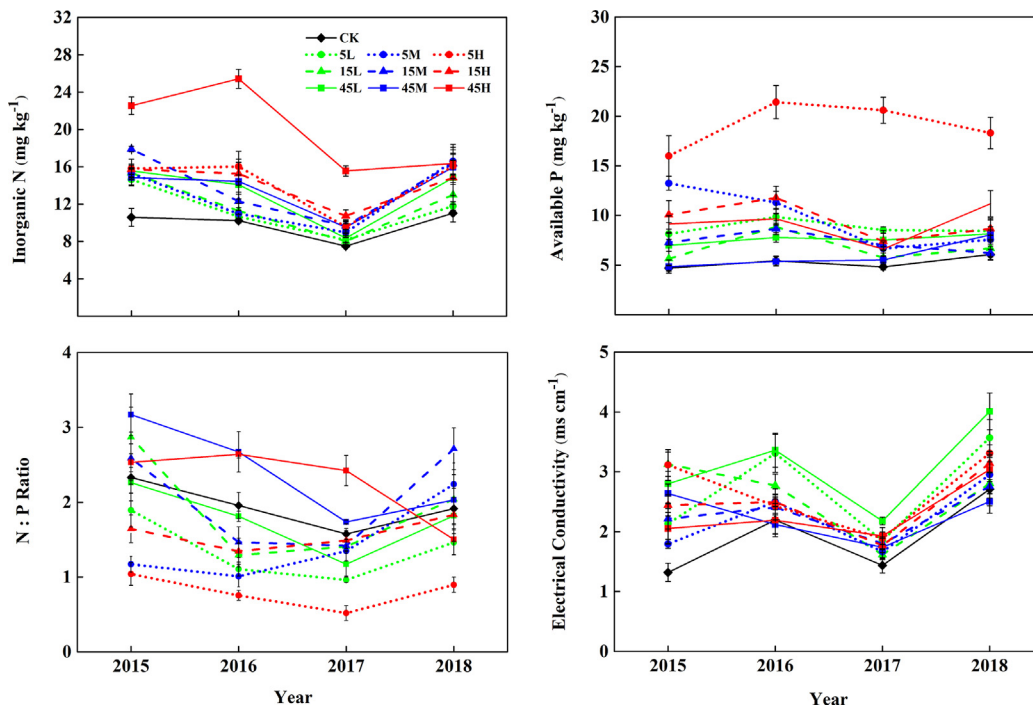 32
28
24
20
16
12
8
4
Inorganic N (mg kg⁻¹)
CK
5L 5M 5H
15L 15M 15H
45L 45M 45H
30
25
20
15
10
5
Available P (mg kg⁻¹)
4
3
2
1
0
N : P Ratio
2015 2016 2017 2018
Year
5
4
3
2
1
0
Electrical Conductivity (ms cm⁻¹)
2015 2016 2017 2018
Year